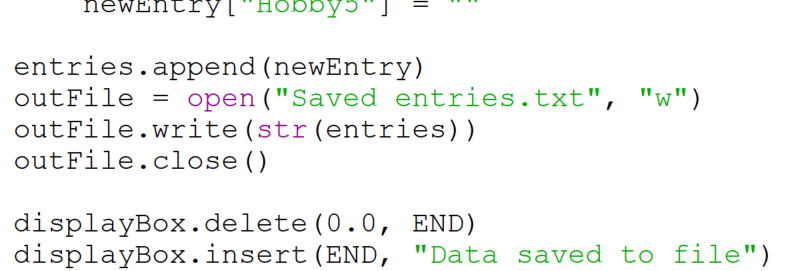 newEntry["Hobby5"] = ""
entries.append(newEntry)
outFile = open("Saved entries.txt", "w")
outFile.write(str(entries))
outFile.close()
displayBox.delete(0.0, END)
displayBox.insert(END, "Data saved to file")